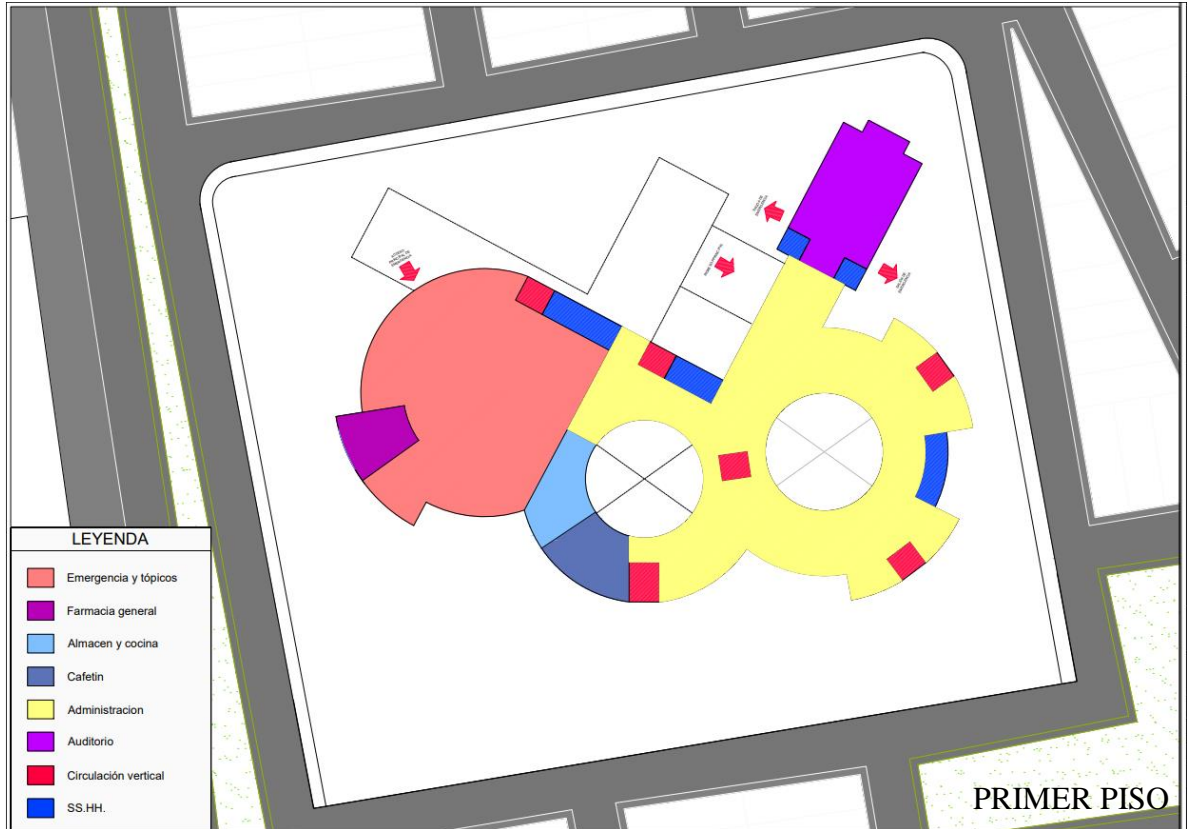 LEYENDA
Emergencia y tópicos
Farmacia general
Almacen y cocina
Cafetin
Administracion
Auditorio
Circulación vertical
SS.HH.
PRIMER PISO